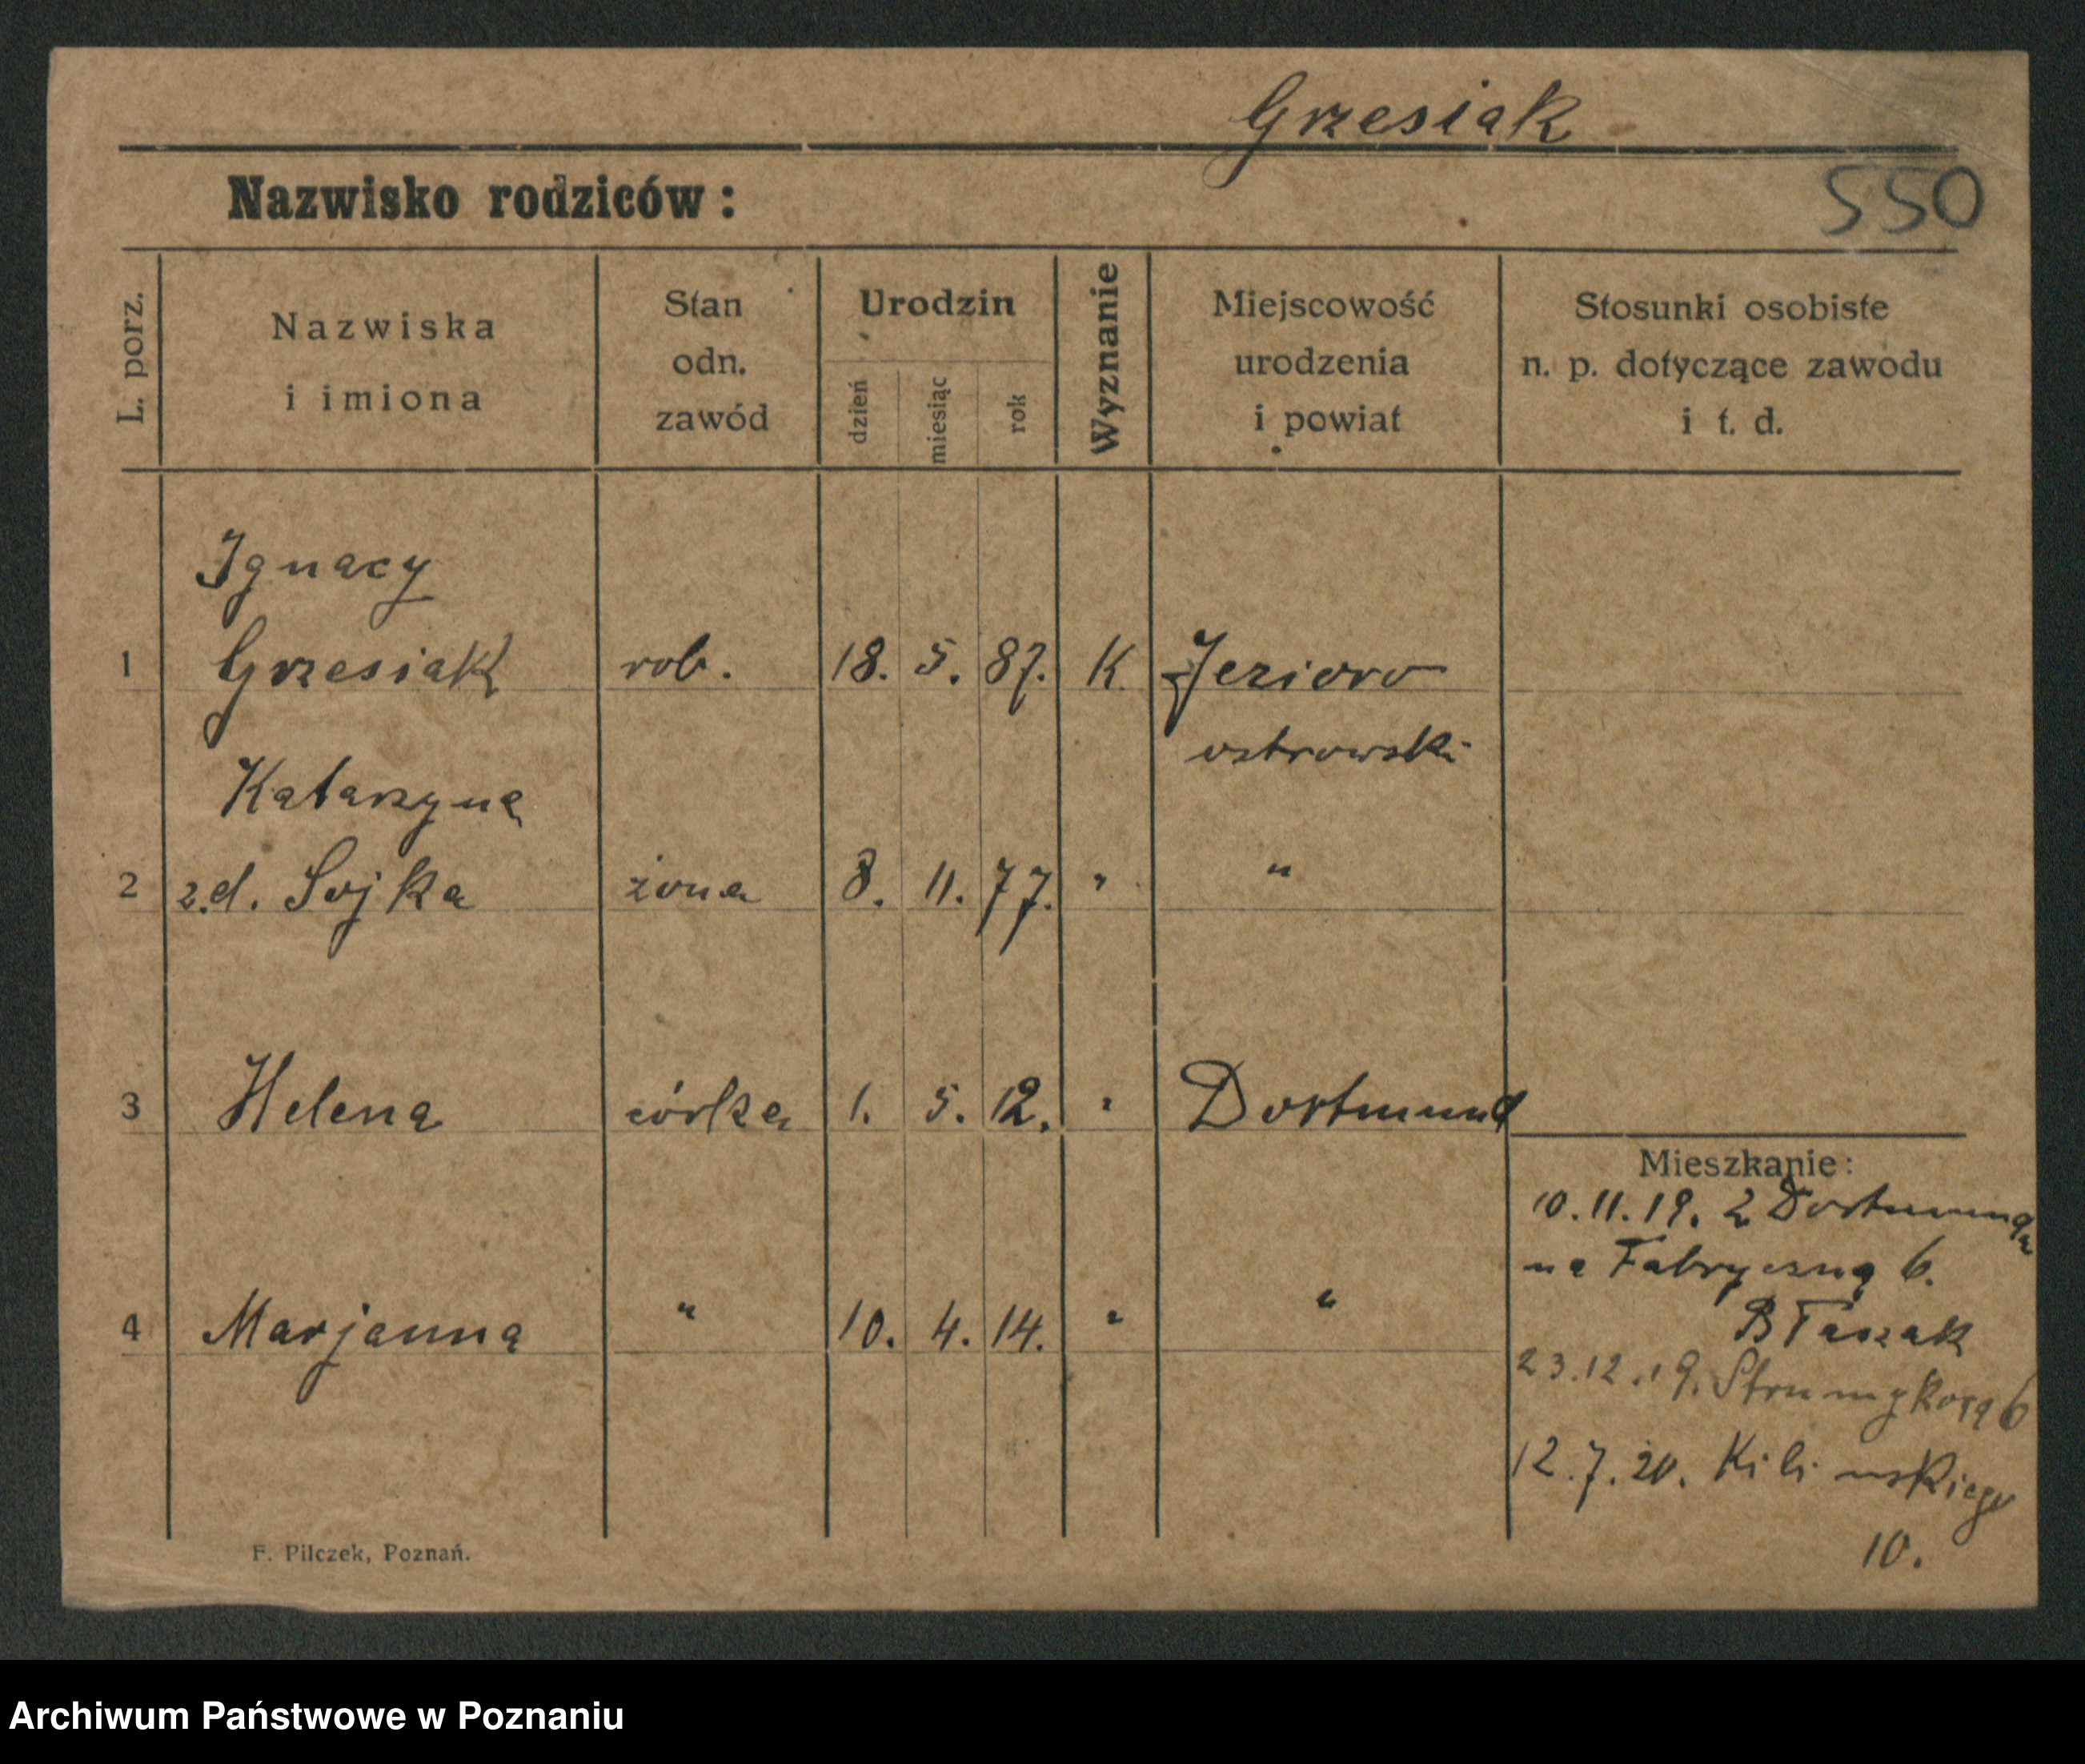 Grzesiak
Nazwisko rodziców:
550
L. porz.
Nazwiska
i imiona
Stan
odn.
zawód
Urodzin
dzień
miesiąc
rok
Wyznanie
Miejscowość
urodzenia
i powiat
Stosunki osobiste
n. p. dotyczące zawodu
i t. d.
Ignacy
1 Grzesiak rob. 18. 5. 87. K Jezioro
ostrowski
Katarzyna
2 z.d. Sojka żona 8. 11. 77. " "
3 Helena córka 1. 5. 12. " Dortmund
Mieszkanie:
10.11.19. z Dortmunda
na Fabryczną 6.
4 Marjanna " 10. 4. 14. " "
23.12.19. 6
12.7.20. Kilinskiego
10.
F. Pilczek, Poznań.
Archiwum Państwowe w Poznaniu